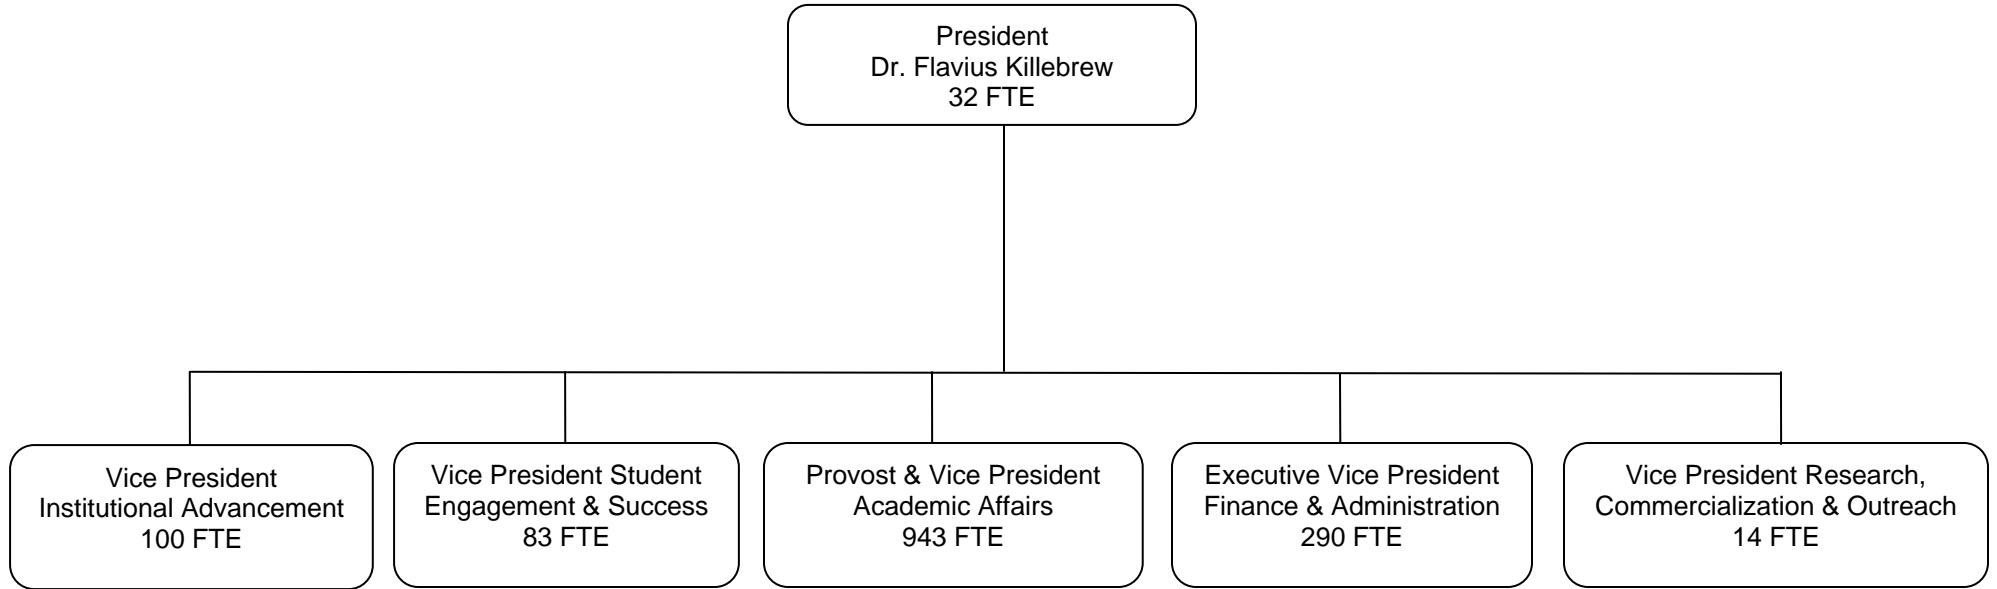 President
Dr. Flavius Killebrew
32 FTE
Vice President
Institutional Advancement
100 FTE
Vice President Student
Engagement & Success
83 FTE
Provost & Vice President
Academic Affairs
943 FTE
Executive Vice President
Finance & Administration
290 FTE
Vice President Research,
Commercialization & Outreach
14 FTE